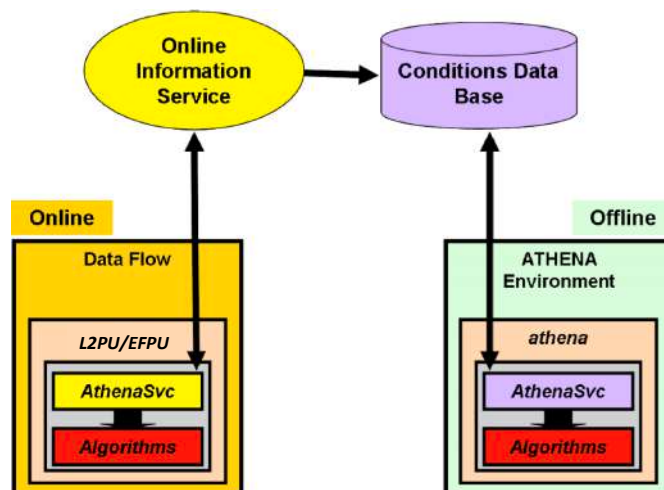 Online
Information
Service
Conditions Data
Base
Online
Offline
Data Flow
L2PU/EFPU
AthenaSvc
Algorithms
ATHENA
Environment
athena
AthenaSvc
Algorithms